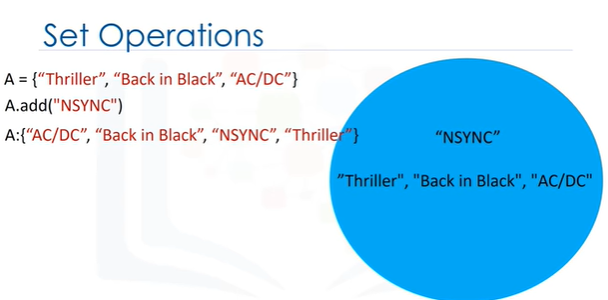 Set Operations
A = {“Thriller”, “Back in Black”, “AC/DC”}
A.add("NSYNC")
A:{“AC/DC”, “Back in Black”, “NSYNC”, “Thriller”}
“NSYNC”
”Thriller", "Back in Black", "AC/DC"